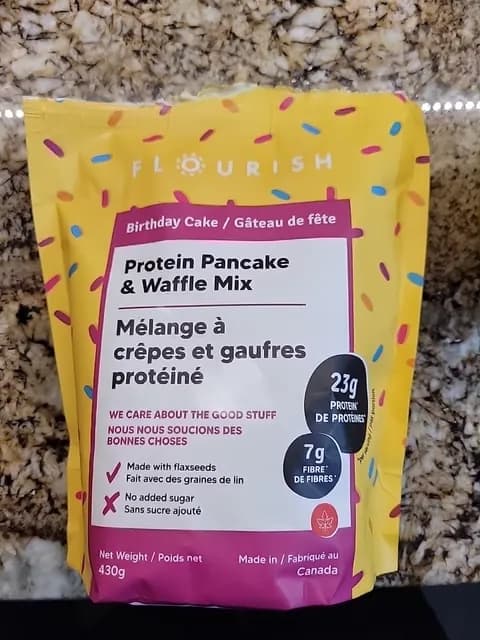 FLOURISH
Birthday Cake / Gâteau de fête
Protein Pancake
& Waffle Mix
Mélange à
crêpes et gaufres
protéiné
23g
PROTEIN*
DE PROTÉINES*
WE CARE ABOUT THE GOOD STUFF
NOUS NOUS SOUCIONS DES
BONNES CHOSES
7g
FIBRE*
DE FIBRES*
Made with flaxseeds
Fait avec des graines de lin
No added sugar
Sans sucre ajouté
Net Weight / Poids net
430g
Made in / Fabriqué au
Canada